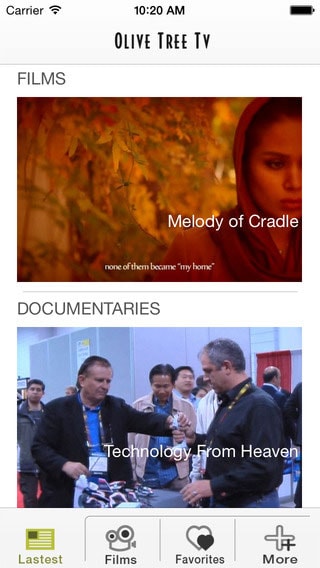 Carrier 10:20 AM
Olive Tree Tv
FILMS
Melody of Cradle
none of them became "my home"
DOCUMENTARIES
Technology From Heaven
Lastest Films Favorites More